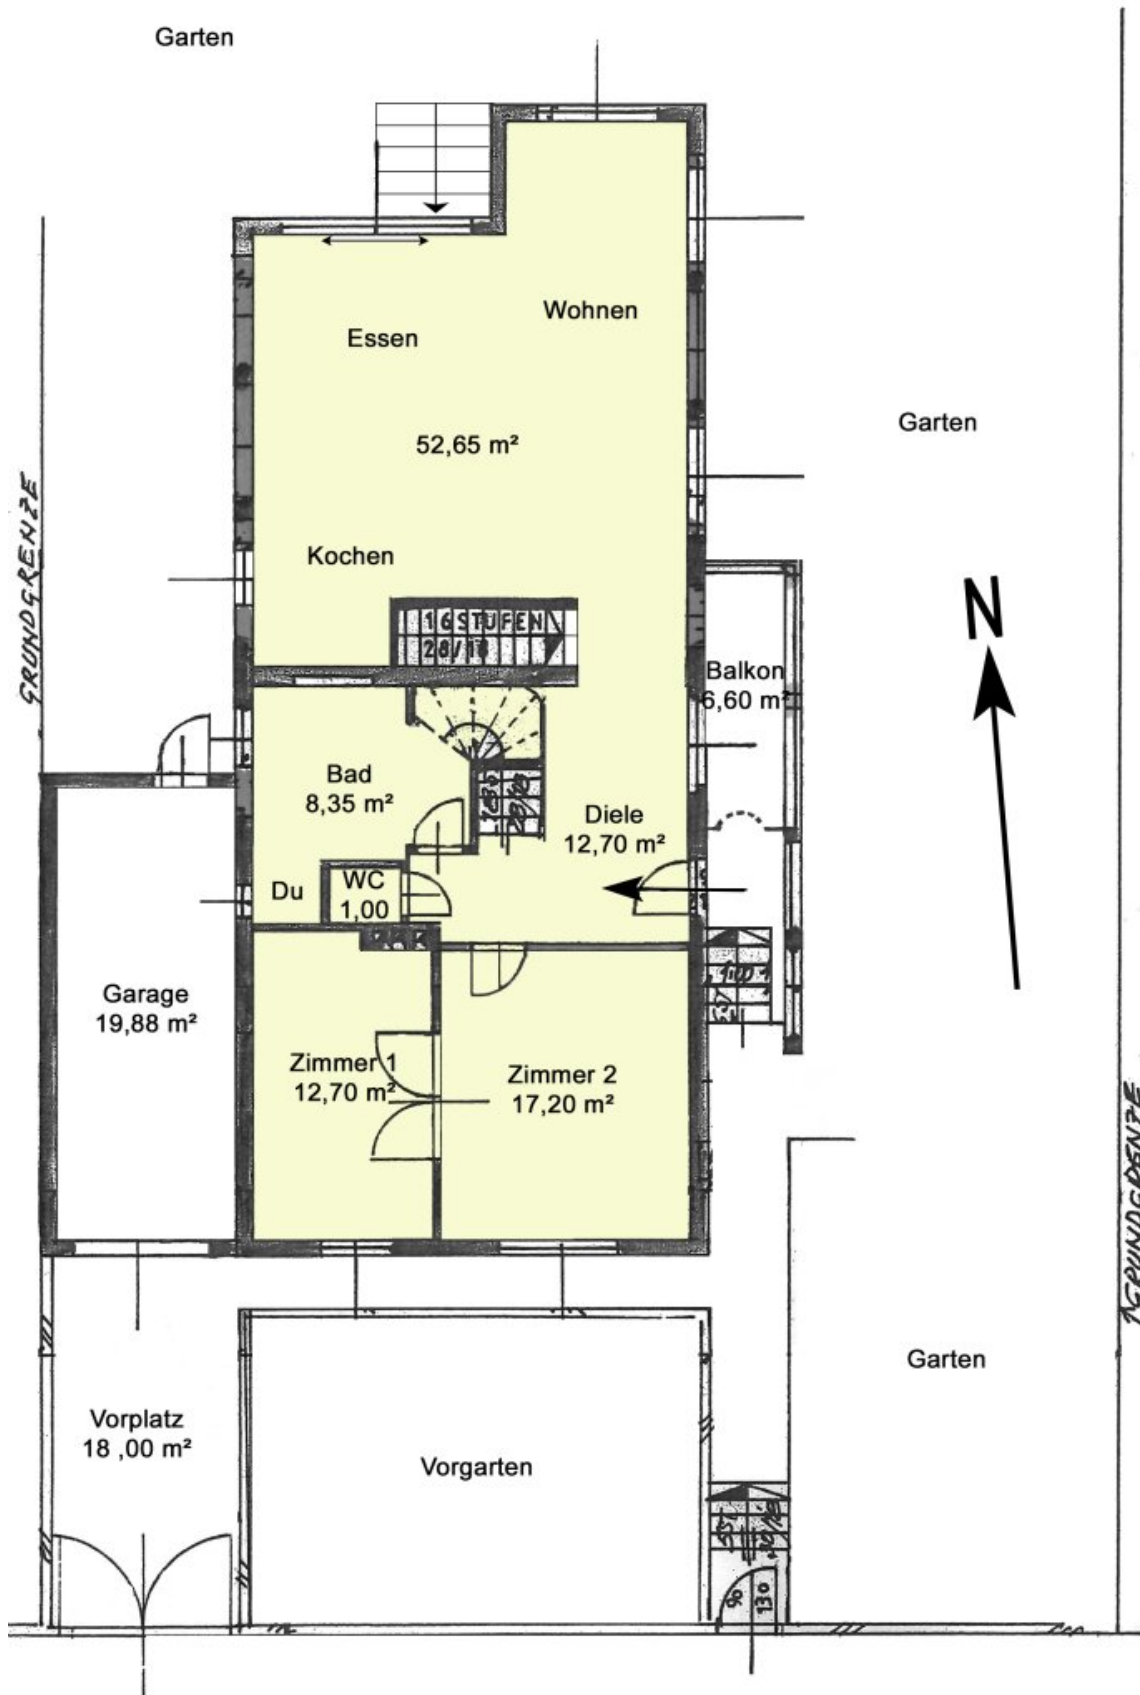 Garten
Wohnen
Essen
Garten
52,65 m²
GRUNDGRENZE
Kochen
16 STUFEN
28/18
N
Balkon
6,60 m²
Bad
8,35 m²
Diele
12,70 m²
Du
WC
1,00
Garage
19,88 m²
Zimmer 1
12,70 m²
Zimmer 2
17,20 m²
GRUNDGRENZE
Garten
Vorplatz
18 ,00 m²
Vorgarten
90
130